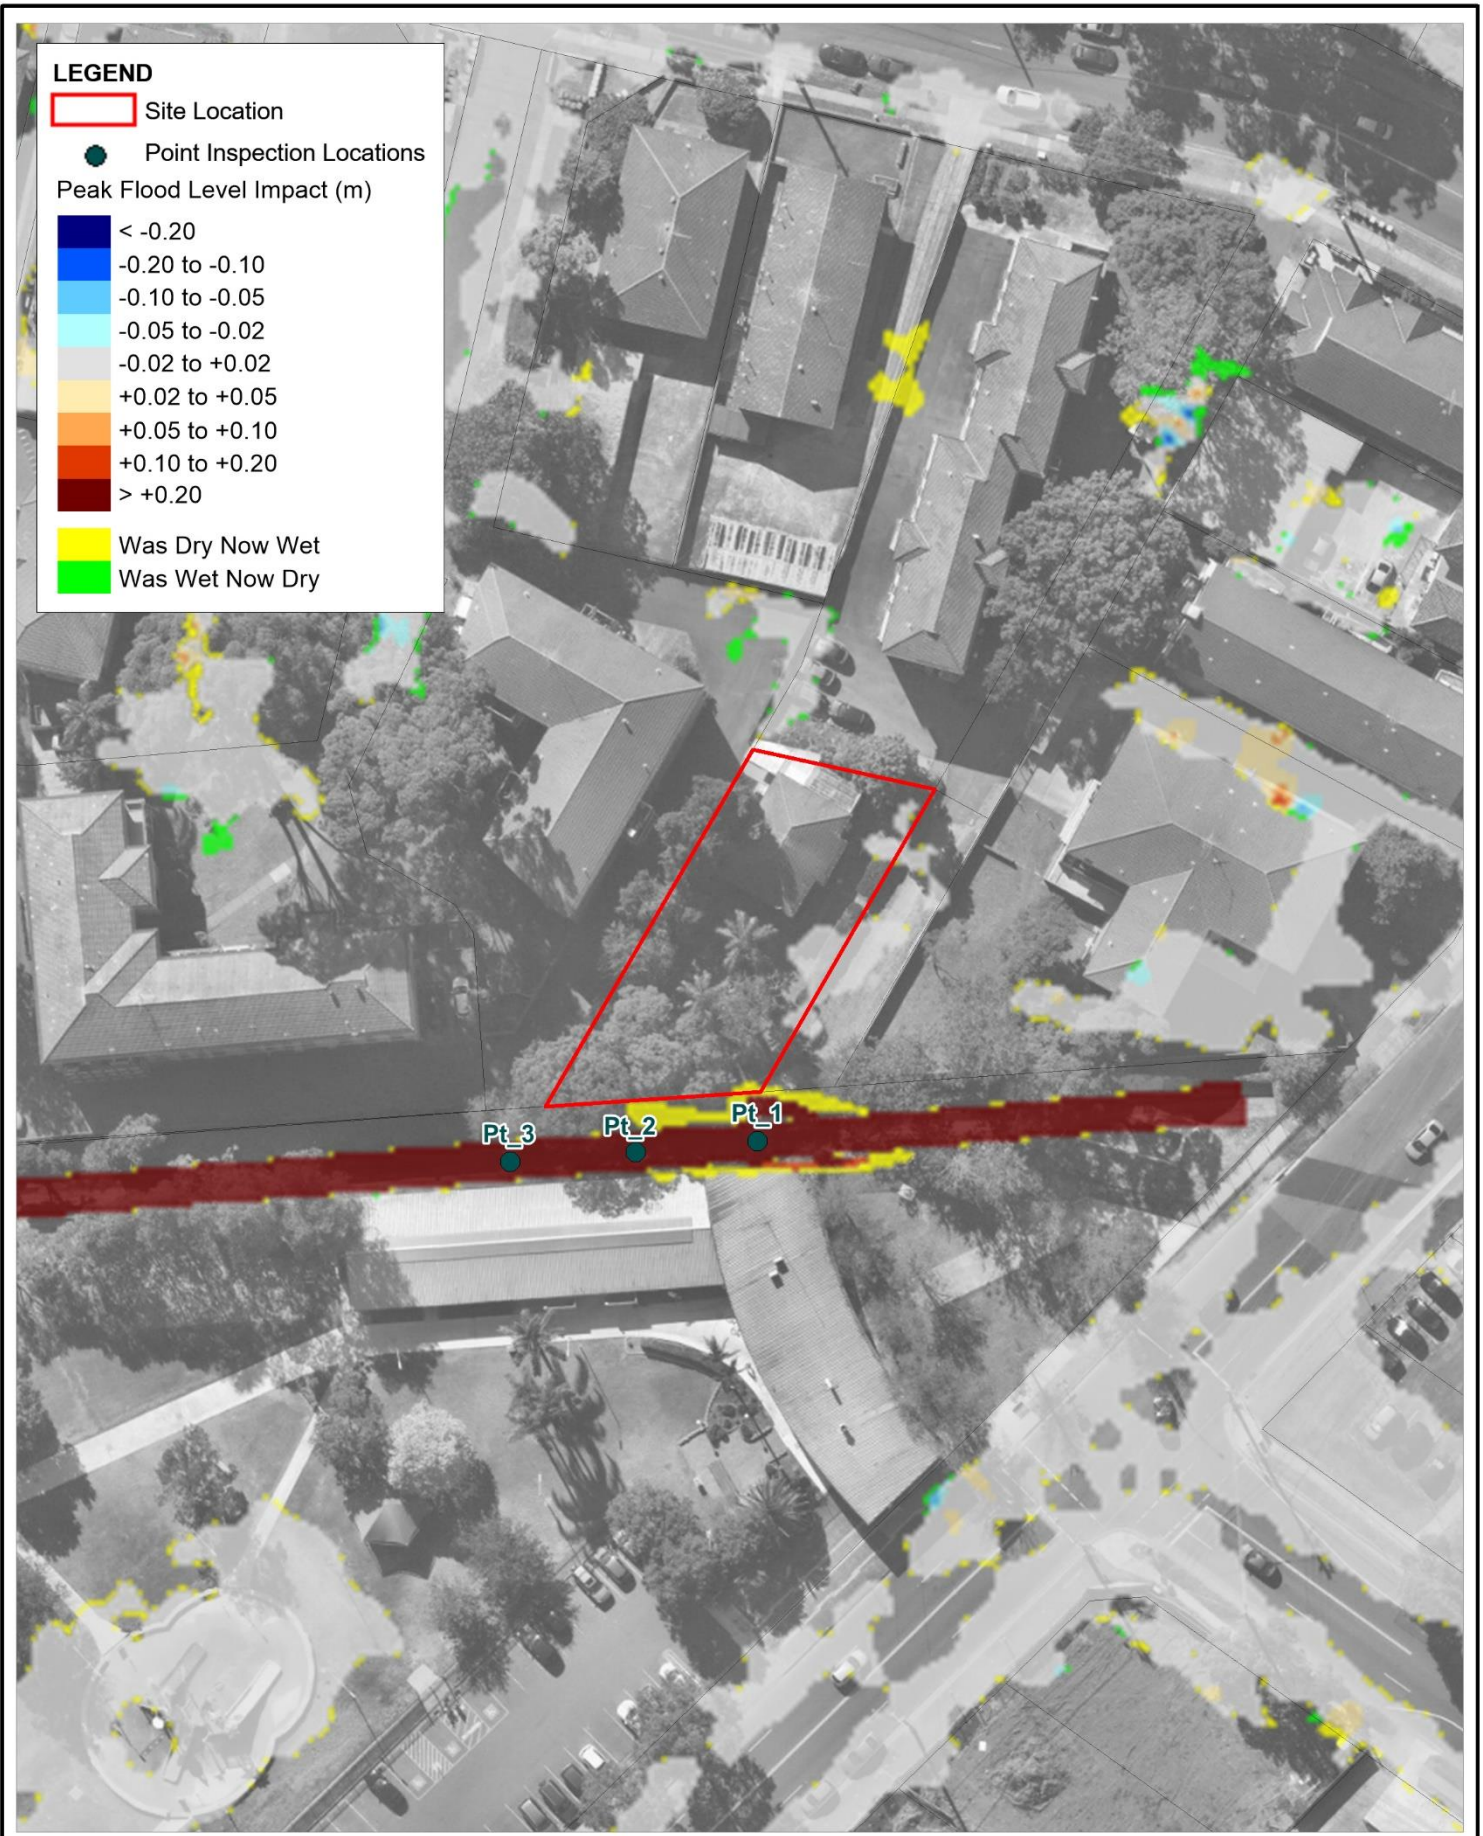 LEGEND
Site Location
Point Inspection Locations
Peak Flood Level Impact (m)
< -0.20
-0.20 to -0.10
-0.10 to -0.05
-0.05 to -0.02
-0.02 to +0.02
+0.02 to +0.05
+0.05 to +0.10
+0.10 to +0.20
> +0.20
Was Dry Now Wet
Was Wet Now Dry
Pt_1
Pt_2
Pt_3